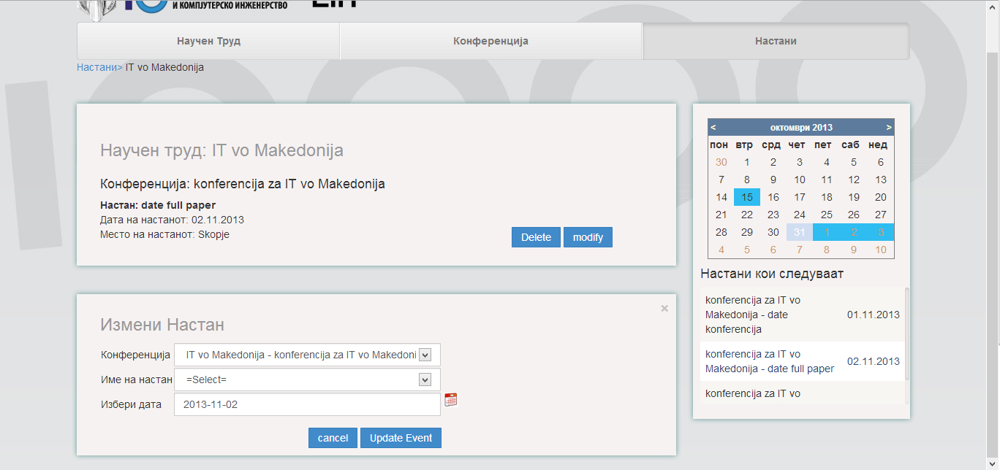 И КОМПЈУТЕРСКО ИНЖЕНЕРСТВО
Научен Труд
Конференција
Настани
Настани> IT vo Makedonija
Научен труд: IT vo Makedonija
Конференција: konferencija za IT vo Makedonija
Настан: date full paper
Дата на настанот: 02.11.2013
Место на настанот: Skopje
Delete modify
Измени Настан
×
Конференција IT vo Makedonija - konferencija za IT vo Makedoni
Име на настан =Select=
Избери дата 2013-11-02
cancel Update Event
< октомври 2013 >
пон втр срд чет пет саб нед
30 1 2 3 4 5 6
7 8 9 10 11 12 13
14 15 16 17 18 19 20
21 22 23 24 25 26 27
28 29 30 31 1 2 3
4 5 6 7 8 9 10
Настани кои следуваат
konferencija za IT vo
Makedonija - date 01.11.2013
konferencija
konferencija za IT vo
Makedonija - date full paper 02.11.2013
konferencija za IT vo